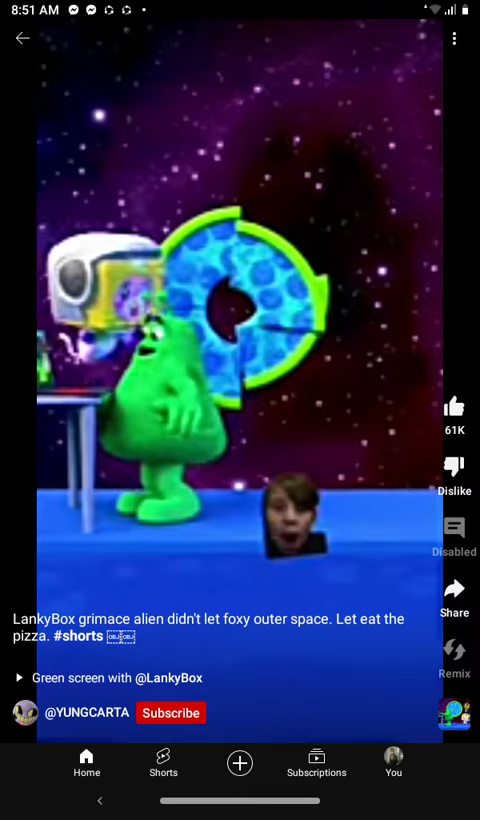 8:51 AM
61K
Dislike
Disabled
Share
Remix
LankyBox grimace alien didn't let foxy outer space. Let eat the
pizza. #shorts ￼￼
Green screen with @LankyBox
@YUNGCARTA Subscribe
Home Shorts Subscriptions You